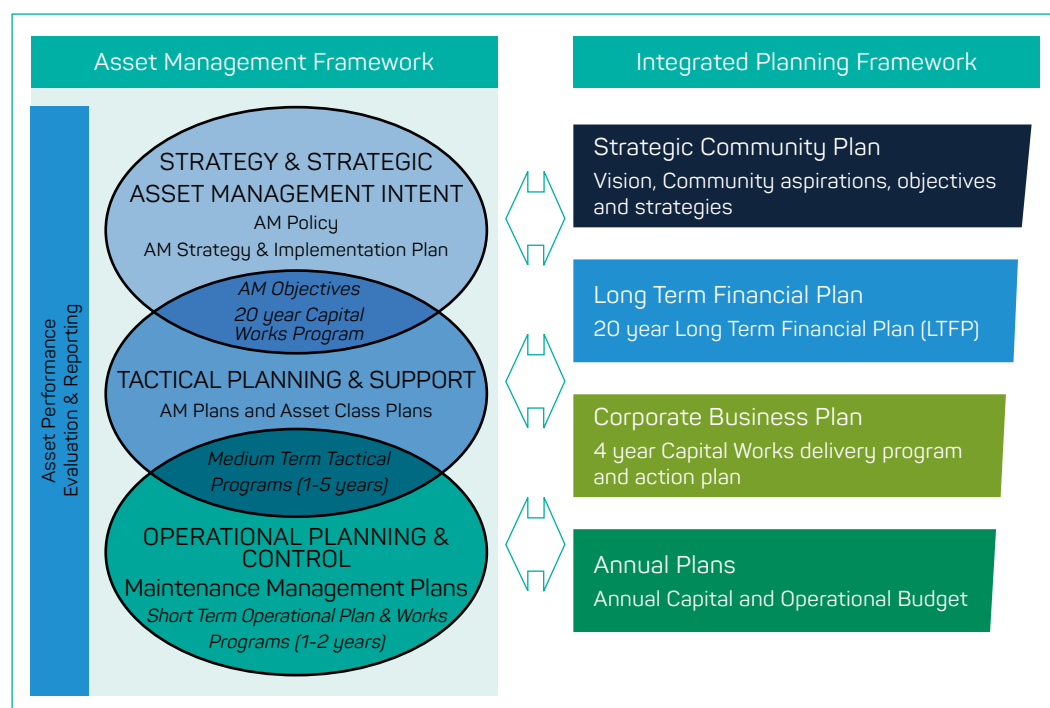 Asset Management Framework
Asset Performance
Evaluation & Reporting
STRATEGY & STRATEGIC
ASSET MANAGEMENT INTENT
AM Policy
AM Strategy & Implementation Plan
AM Objectives
20 year Capital
Works Program
TACTICAL PLANNING & SUPPORT
AM Plans and Asset Class Plans
Medium Term Tactical
Programs (1-5 years)
OPERATIONAL PLANNING &
CONTROL
Maintenance Management Plans
Short Term Operational Plan & Works
Programs (1-2 years)
Integrated Planning Framework
Strategic Community Plan
Vision, Community aspirations, objectives
and strategies
Long Term Financial Plan
20 year Long Term Financial Plan (LTFP)
Corporate Business Plan
4 year Capital Works delivery program
and action plan
Annual Plans
Annual Capital and Operational Budget